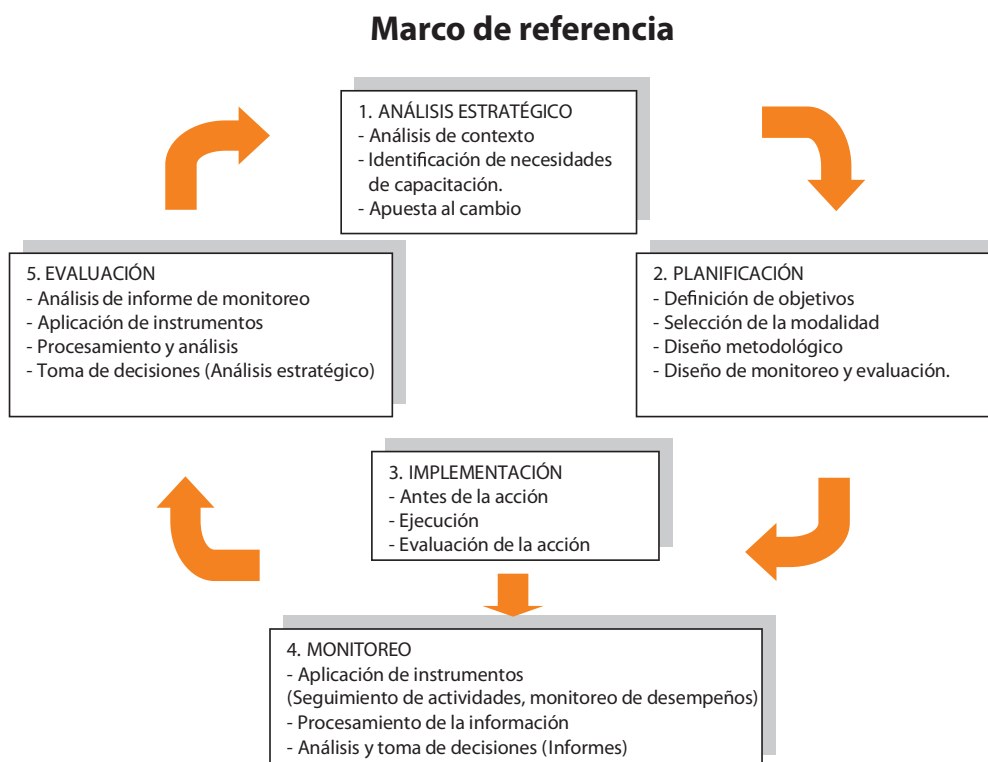 Marco de referencia
1. ANÁLISIS ESTRATÉGICO
- Análisis de contexto
- Identificación de necesidades
de capacitación.
- Apuesta al cambio
2. PLANIFICACIÓN
- Definición de objetivos
- Selección de la modalidad
- Diseño metodológico
- Diseño de monitoreo y evaluación.
3. IMPLEMENTACIÓN
- Antes de la acción
- Ejecución
- Evaluación de la acción
4. MONITOREO
- Aplicación de instrumentos
(Seguimiento de actividades, monitoreo de desempeños)
- Procesamiento de la información
- Análisis y toma de decisiones (Informes)
5. EVALUACIÓN
- Análisis de informe de monitoreo
- Aplicación de instrumentos
- Procesamiento y análisis
- Toma de decisiones (Análisis estratégico)